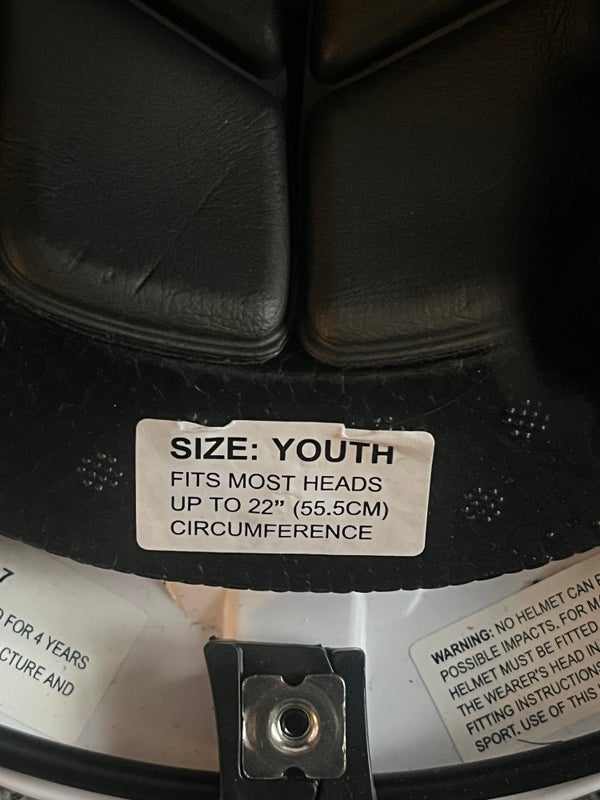 SIZE: YOUTH
FITS MOST HEADS
UP TO 22” (55.5CM)
CIRCUMFERENCE
7
FOR 4 YEARS
CTURE AND
WARNING: NO HELMET CAN
POSSIBLE IMPACTS. FOR M
HELMET MUST BE FITTED
THE WEARER'S HEAD IN
FITTING INSTRUCTIONS
SPORT. USE OF THIS